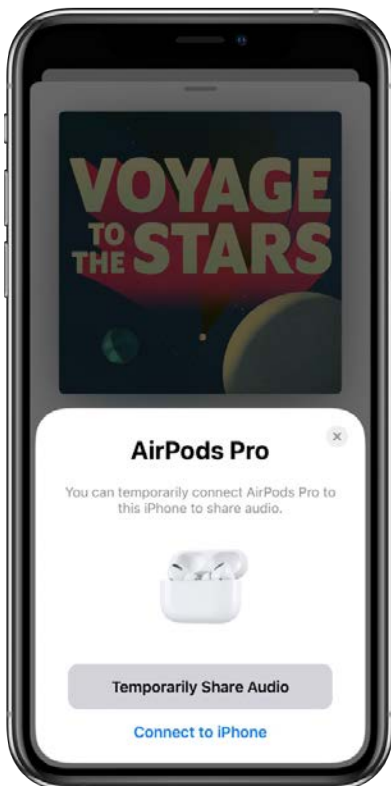 VOYAGE
TO
THE STARS
AirPods Pro
You can temporarily connect AirPods Pro to
this iPhone to share audio.
Temporarily Share Audio
Connect to iPhone